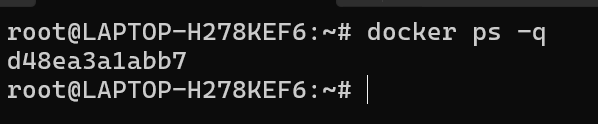 root@LAPTOP-H278KEF6:~# docker ps -q
d48ea3a1abb7
root@LAPTOP-H278KEF6:~#